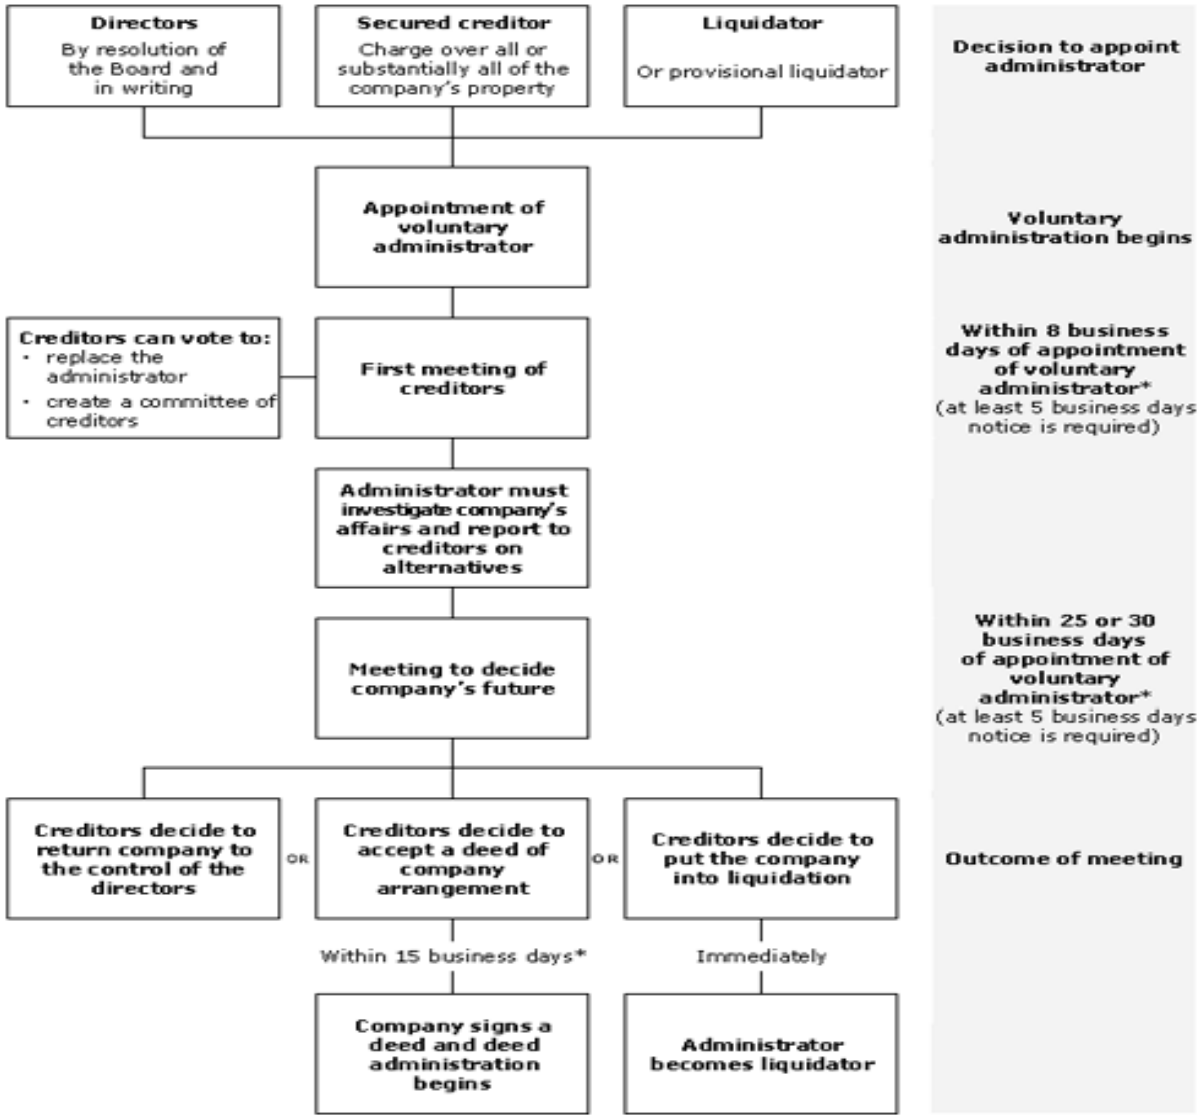 Directors
By resolution of
the Board and
in writing
Secured creditor
Charge over all or
substantially all of the
company's property
Liquidator
Or provisional liquidator
Decision to appoint
administrator
Appointment of
voluntary
administrator
Voluntary
administration begins
Creditors can vote to:
• replace the
administrator
• create a committee of
creditors
First meeting of
creditors
Within 8 business
days of appointment
of voluntary
administrator*
(at least 5 business days
notice is required)
Administrator must
investigate company's
affairs and report to
creditors on
alternatives
Meeting to decide
company's future
Within 25 or 30
business days
of appointment of
voluntary
administrator*
(at least 5 business days
notice is required)
Creditors decide to
return company to
the control of the
directors
OR
Creditors decide to
accept a deed of
company
arrangement
OR
Creditors decide to
put the company
into liquidation
Outcome of meeting
Within 15 business days*
Immediately
Company signs a
deed and deed
administration
begins
Administrator
becomes liquidator